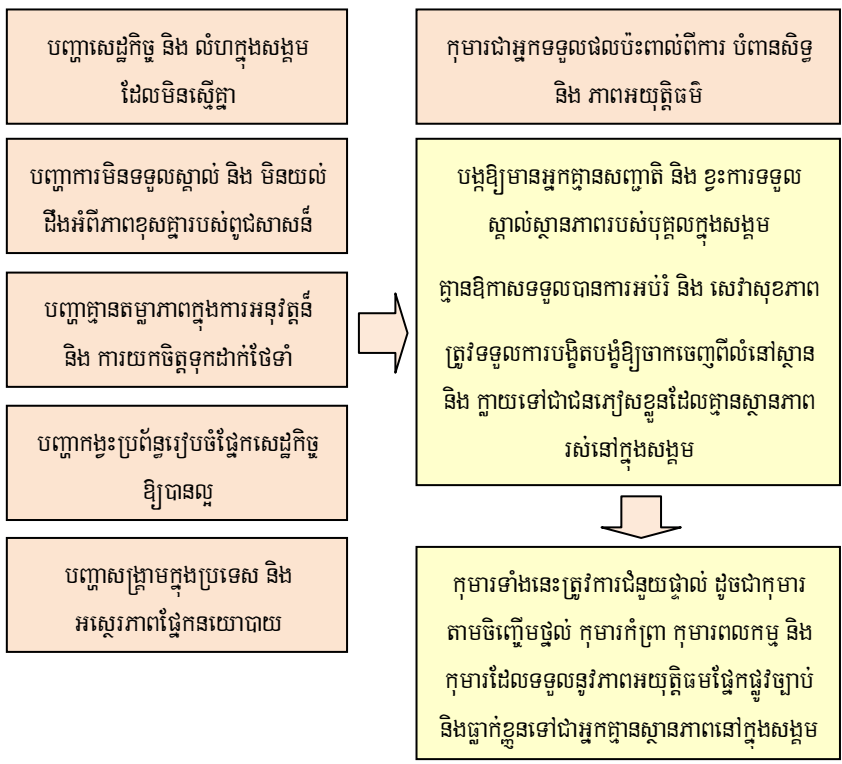 បញ្ហាសេដ្ឋកិច្ច និង លំហក្នុងសង្គម
ដែលមិនស្មើគ្នា
បញ្ហាការមិនទទួលស្គាល់ និង មិនយល់
ដឹងអំពីភាពខុសគ្នារបស់ពូជសាសន៍
បញ្ហាគ្មានតម្លាភាពក្នុងការអនុវត្តន៍
និង ការយកចិត្តទុកដាក់ថែទាំ
បញ្ហាកង្វះប្រព័ន្ធរៀបចំផ្នែកសេដ្ឋកិច្ច
ឱ្យបានល្អ
បញ្ហាសង្គ្រាមក្នុងប្រទេស និង
អស្ថេរភាពផ្នែកនយោបាយ
កុមារជាអ្នកទទួលផលប៉ះពាល់ពីការ បំពានសិទ្ធ
និង ភាពអយុត្តិធម៌
បង្កឱ្យមានអ្នកគ្មានសញ្ជាតិ និង ខ្វះការទទួល
ស្គាល់ស្ថានភាពរបស់បុគ្គលក្នុងសង្គម
គ្មានឱកាសទទួលបានការអប់រំ និង សេវាសុខភាព
ត្រូវទទួលការបង្ខិតបង្ខំឱ្យចាកចេញពីលំនៅស្ថាន
និង ក្លាយទៅជាជនភៀសខ្លួនដែលគ្មានស្ថានភាព
រស់នៅក្នុងសង្គម
កុមារទាំងនេះត្រូវការជំនួយផ្ទាល់ ដូចជាកុមារ
តាមចិញ្ចើមថ្នល់ កុមារកំព្រា កុមារពលកម្ម និង
កុមារដែលទទួលនូវភាពអយុត្តិធមផ្នែកផ្លូវច្បាប់
និងធ្លាក់ខ្លួនទៅជាអ្នកគ្មានស្ថានភាពនៅក្នុងសង្គម